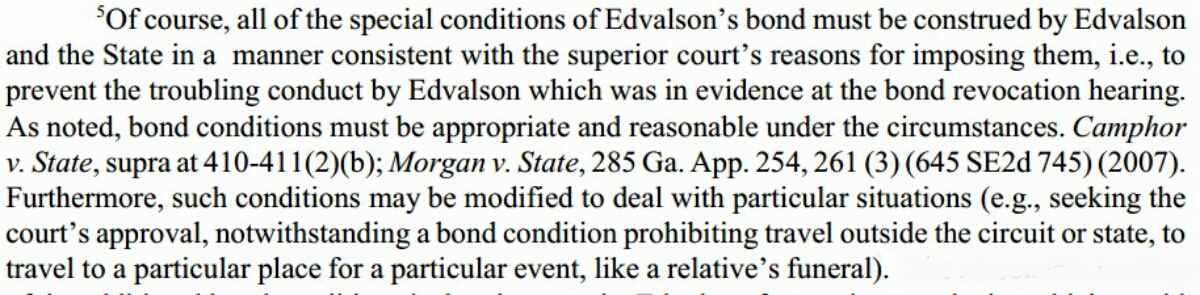 ⁵Of course, all of the special conditions of Edvalson's bond must be construed by Edvalson
and the State in a manner consistent with the superior court's reasons for imposing them, i.e., to
prevent the troubling conduct by Edvalson which was in evidence at the bond revocation hearing.
As noted, bond conditions must be appropriate and reasonable under the circumstances. Camphor
v. State, supra at 410-411(2)(b); Morgan v. State, 285 Ga. App. 254, 261 (3) (645 SE2d 745) (2007).
Furthermore, such conditions may be modified to deal with particular situations (e.g., seeking the
court's approval, notwithstanding a bond condition prohibiting travel outside the circuit or state, to
travel to a particular place for a particular event, like a relative's funeral).